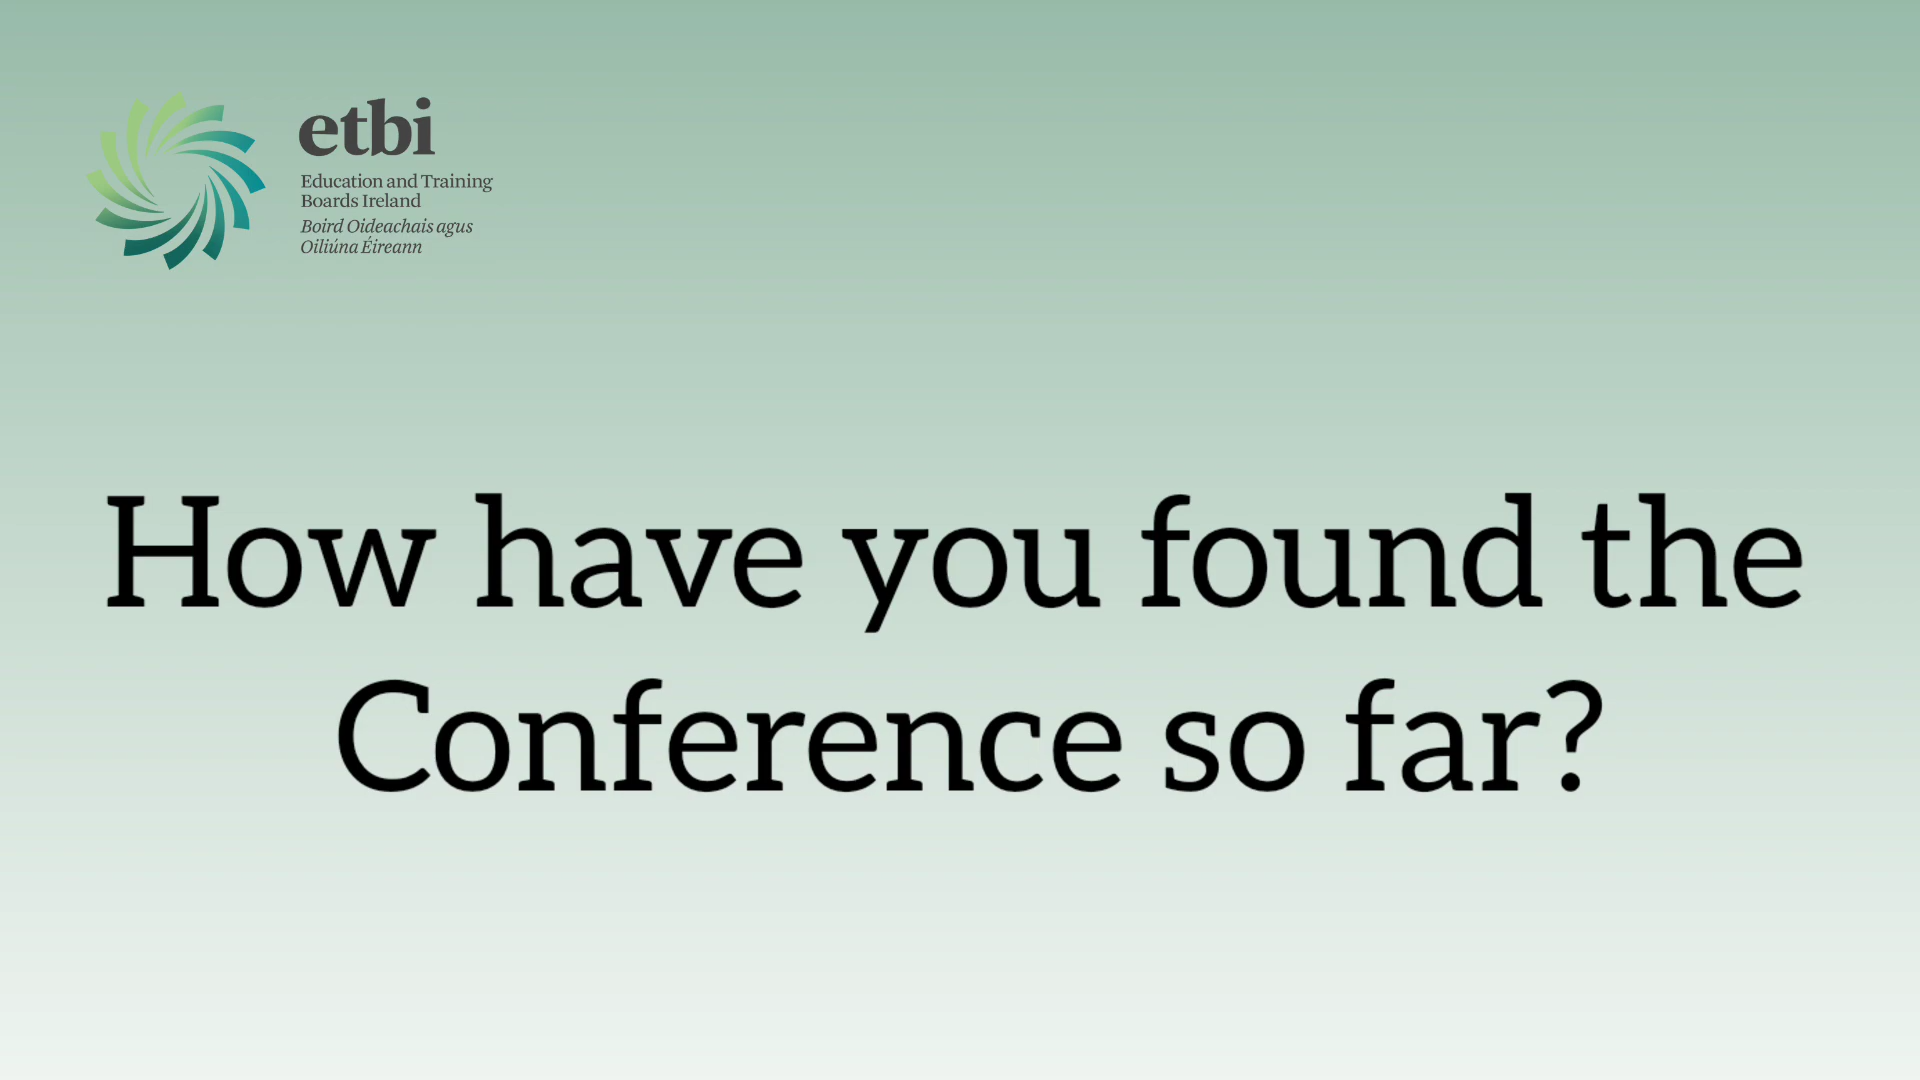 etbi
Education and Training
Boards Ireland
Boird Oideachais agus
Oiliúna Éireann
How have you found the
Conference so far?